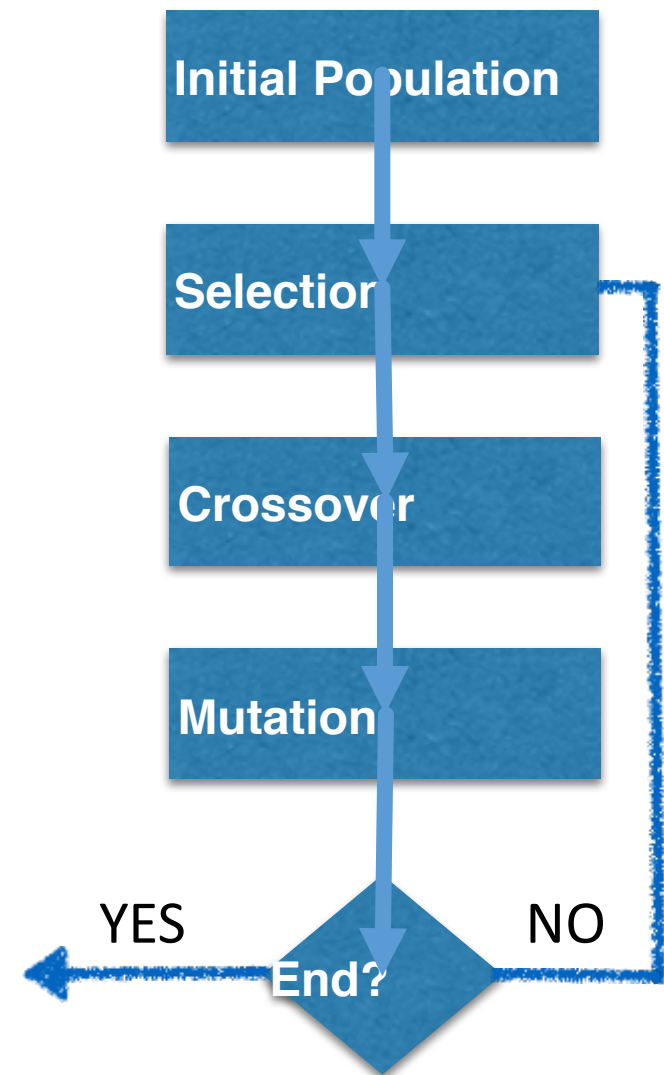 Initial Population
Selection
Crossover
Mutation
YES
NO
End?